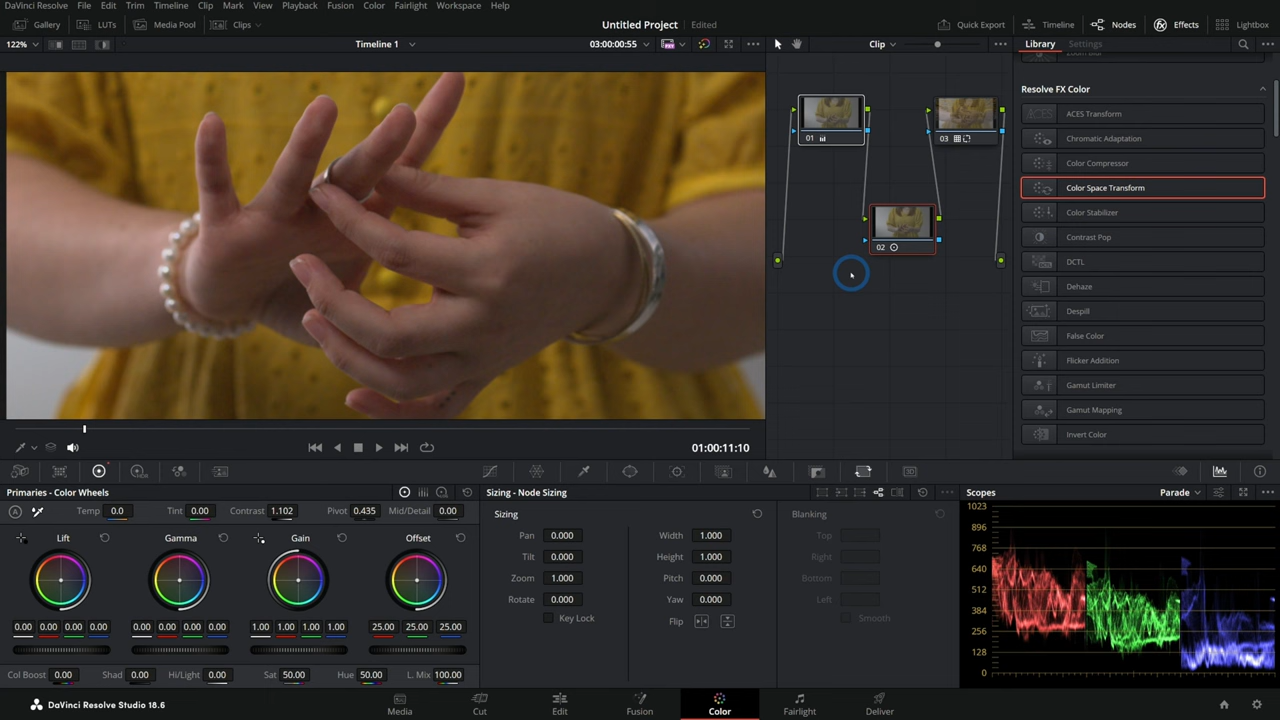 DaVinci Resolve File Edit Trim Timeline Clip Mark View Playback Fusion Color Fairlight Workspace Help
Gallery LUTs Media Pool Clips Untitled Project Edited Quick Export Timeline Nodes Effects Lightbox
122% Timeline 1 03:00:00:55 Clip Library Settings
Resolve FX Color
ACES Transform
01 03
Chromatic Adaptation
Color Compressor
Color Space Transform
Color Stabilizer
Contrast Pop
02
DCTL
Dehaze
Despill
False Color
Flicker Addition
Gamut Limiter
Gamut Mapping
Invert Color
01:00:11:10
Primaries - Color Wheels Sizing - Node Sizing Scopes Parade
Temp 0.0 Tint 0.00 Contrast 1.102 Pivot 0.435 Mid/Detail 0.00
Sizing Blanking
Lift Gamma Gain Offset
Pan 0.000 Width 1.000 Top
Tilt 0.000 Height 1.000 Right
Zoom 1.000 Pitch 0.000 Bottom
Rotate 0.000 Yaw 0.000 Left
Key Lock Flip Smooth
0.00 0.00 0.00 0.00 0.00 0.00 0.00 0.00 1.00 1.00 1.00 1.00 25.00 25.00 25.00
Col Boost 0.00 Shad 0.00 Hi/Light 0.00 Sat 50.00 Hue 50.00 L. Mix 100.00
1023
896
768
640
512
384
256
128
0
DaVinci Resolve Studio 18.6 Media Cut Edit Fusion Color Fairlight Deliver